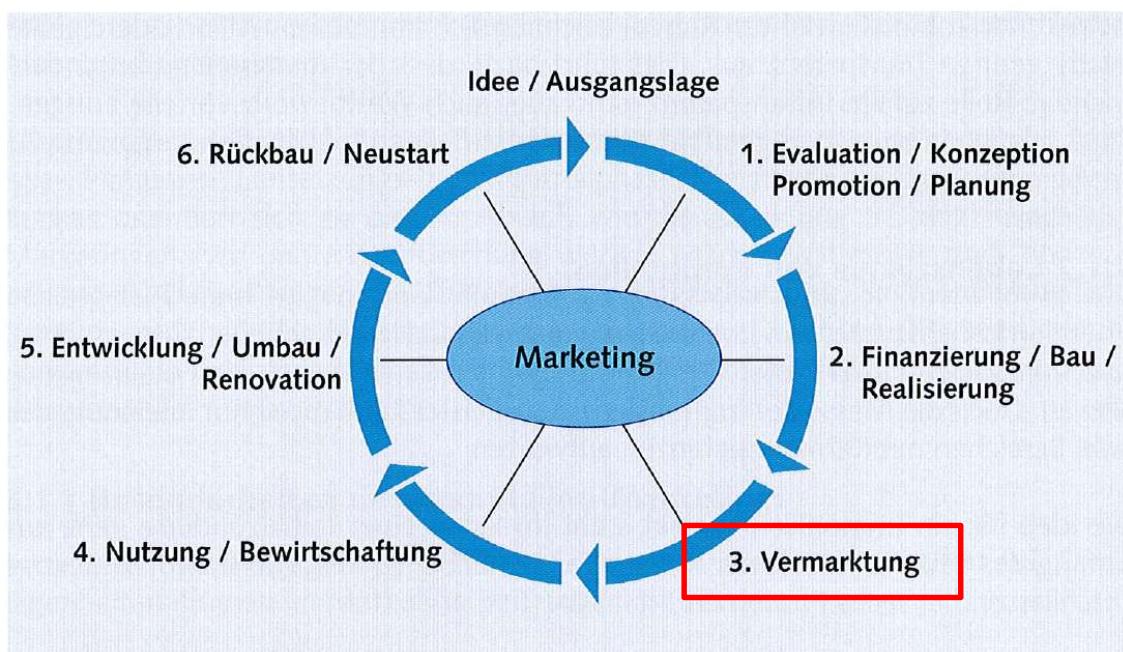 Idee / Ausgangslage
1. Evaluation / Konzeption
Promotion / Planung
2. Finanzierung / Bau /
Realisierung
3. Vermarktung
4. Nutzung / Bewirtschaftung
5. Entwicklung / Umbau /
Renovation
6. Rückbau / Neustart
Marketing